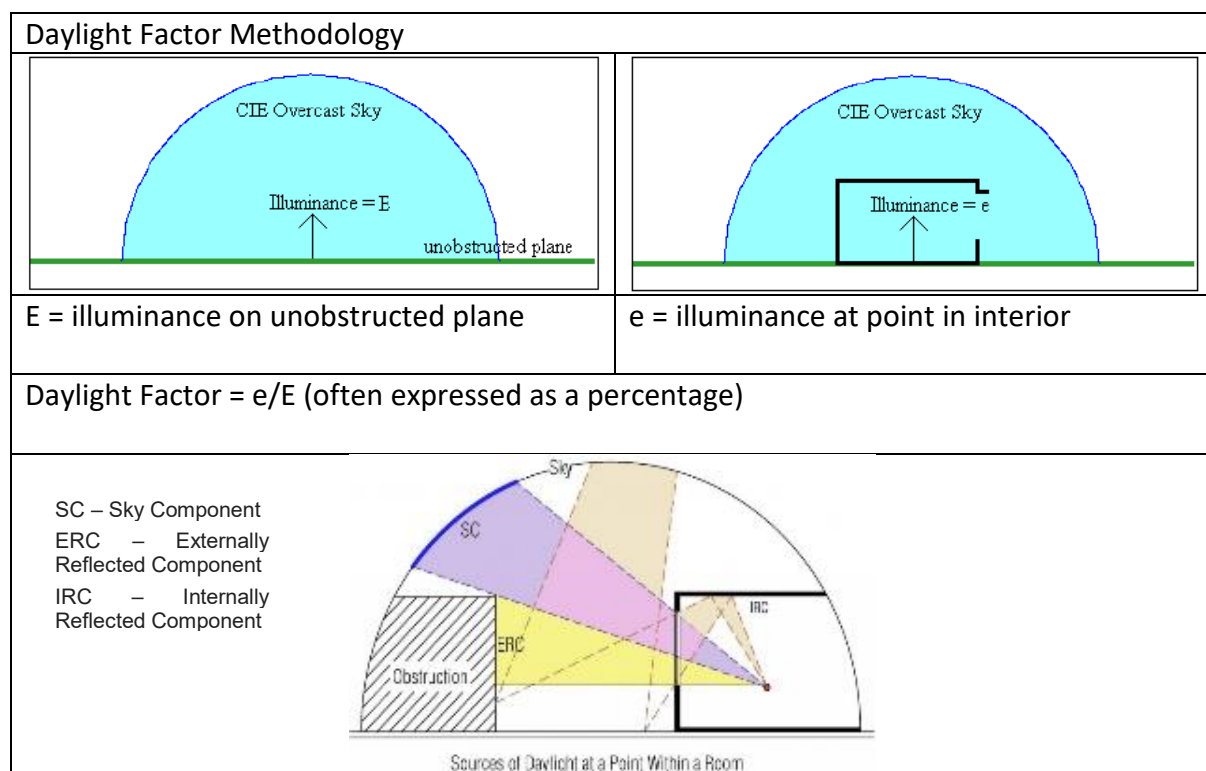 Daylight Factor Methodology
CIE Overcast Sky
Illuminance = E
unobstructed plane
CIE Overcast Sky
Illuminance = e
E = illuminance on unobstructed plane
e = illuminance at point in interior
Daylight Factor = e/E (often expressed as a percentage)
SC – Sky Component
ERC – Externally
Reflected Component
IRC – Internally
Reflected Component
Sky
SC
IRC
ERC
Obstruction
Sources of Daylight at a Point Within a Room